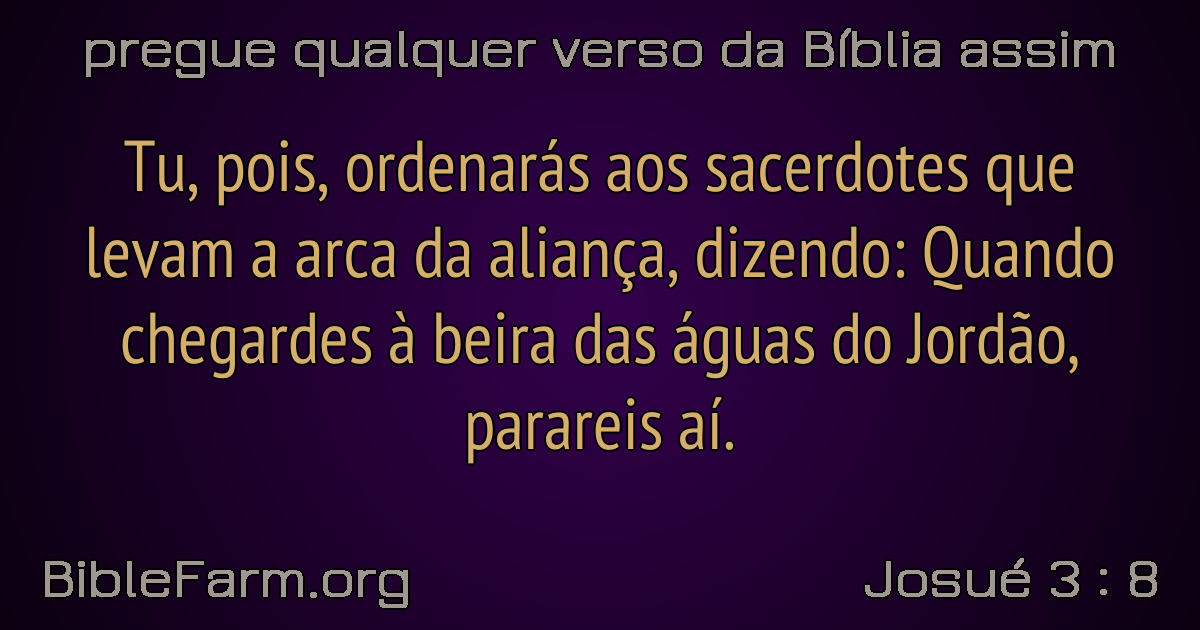 pregue qualquer verso da Bíblia assim
Tu, pois, ordenarás aos sacerdotes que
levam a arca da aliança, dizendo: Quando
chegardes à beira das águas do Jordão,
parareis aí.
BibleFarm.org
Josué 3 : 8